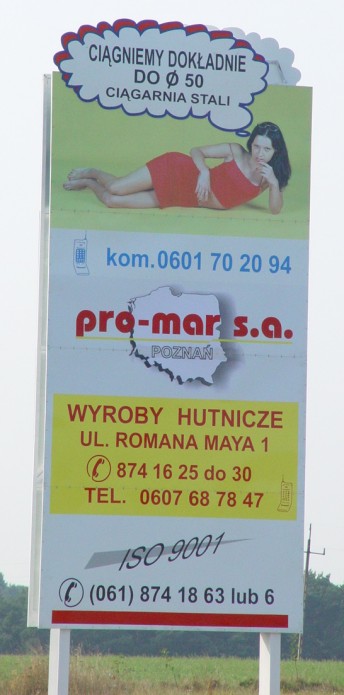 CIĄGNIEMY DOKŁADNIE
DO Ø 50
CIĄGARNIA STALI
kom.0601 70 20 94
pro-mar s.a.
POZNAŃ
WYROBY HUTNICZE
UL. ROMANA MAYA 1
874 16 25 do 30
TEL. 0607 68 78 47
ISO 9001
(061) 874 18 63 lub 6